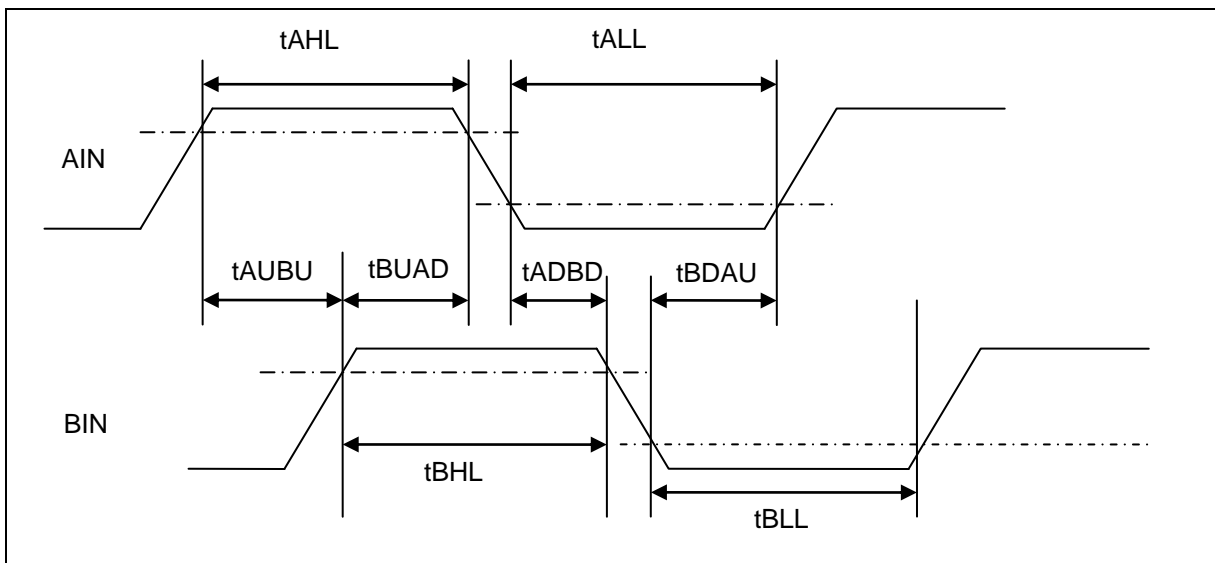 tAHL
tALL
AIN
tAUBU
tBUAD
tADBD
tBDAU
BIN
tBHL
tBLL